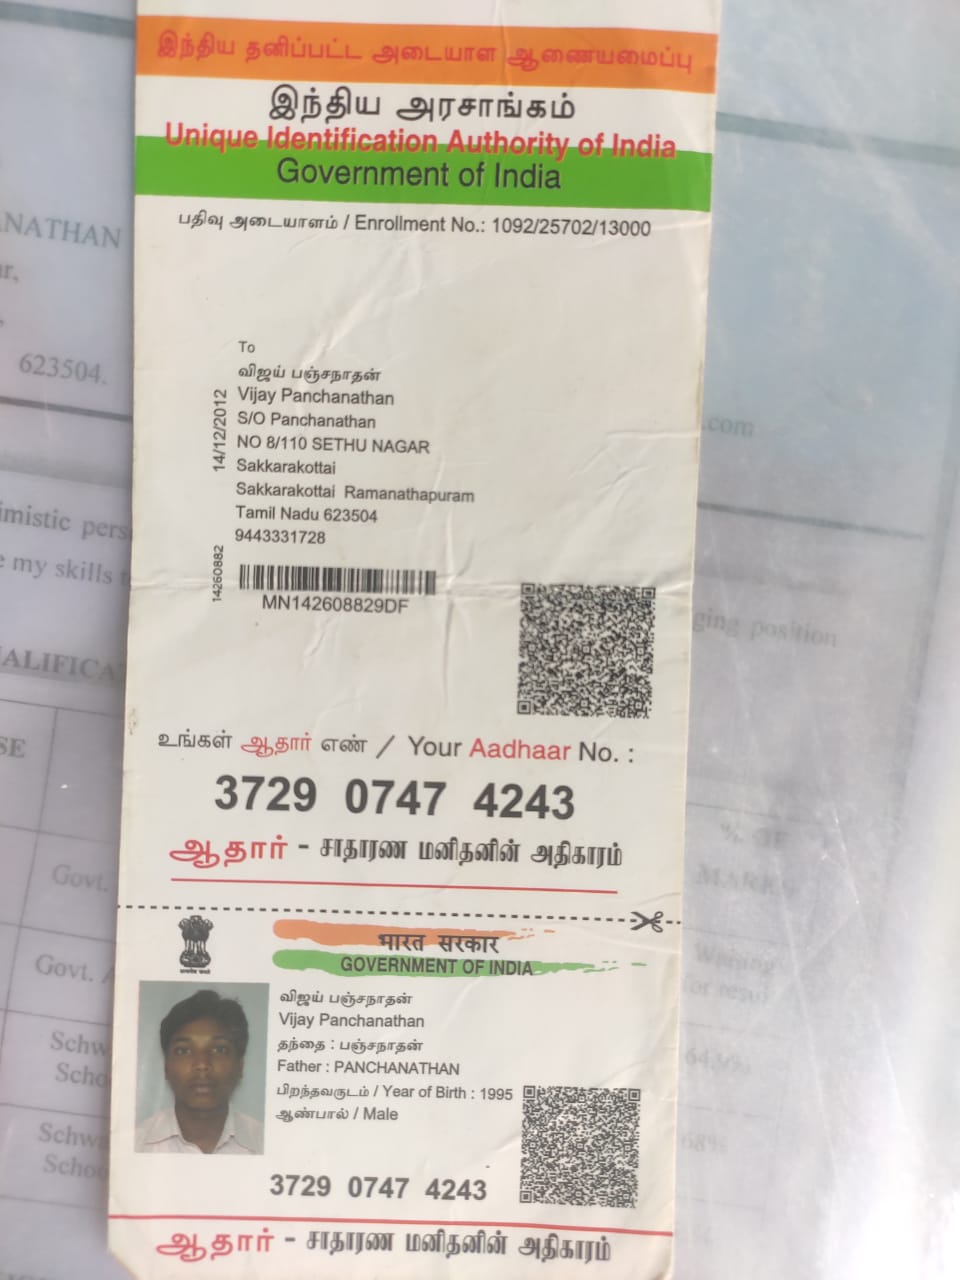 இந்திய தனிப்பட்ட அடையாள ஆணையமைப்பு
இந்திய அரசாங்கம்
Unique Identification Authority of India
Government of India
பதிவு அடையாளம் / Enrollment No.: 1092/25702/13000
To
விஜய் பஞ்சநாதன்
Vijay Panchanathan
S/O Panchanathan
NO 8/110 SETHU NAGAR
Sakkarakottai
Sakkarakottai Ramanathapuram
Tamil Nadu 623504
9443331728
14/12/2012
14260882
MN142608829DF
உங்கள் ஆதார் எண் / Your Aadhaar No. :
3729 0747 4243
ஆதார் - சாதாரண மனிதனின் அதிகாரம்
भारत सरकार
GOVERNMENT OF INDIA
விஜய் பஞ்சநாதன்
Vijay Panchanathan
தந்தை : பஞ்சநாதன்
Father : PANCHANATHAN
பிறந்தவருடம் / Year of Birth : 1995
ஆண்பால் / Male
3729 0747 4243
ஆதார் - சாதாரண மனிதனின் அதிகாரம்
NATHAN
623504.
.com
my skills
position
Govt.
Govt.
MARKS
68%